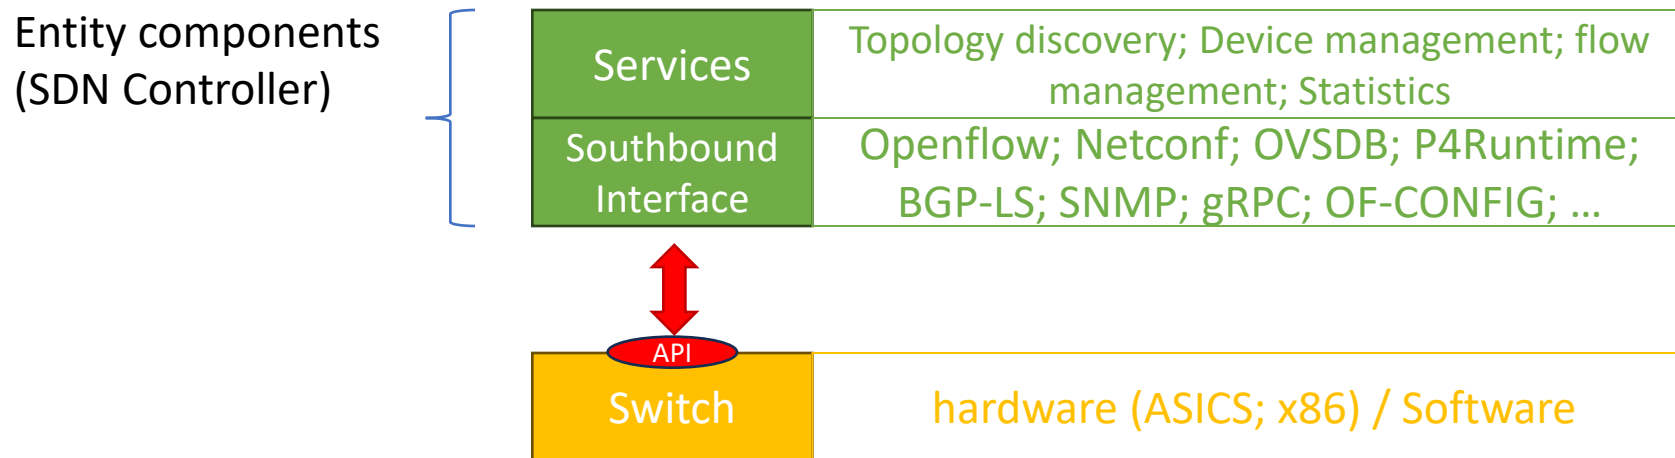 Entity components
(SDN Controller)
Services
Topology discovery; Device management; flow
management; Statistics
Southbound
Interface
Openflow; Netconf; OVSDB; P4Runtime;
BGP-LS; SNMP; gRPC; OF-CONFIG; ...
API
Switch
hardware (ASICS; x86) / Software